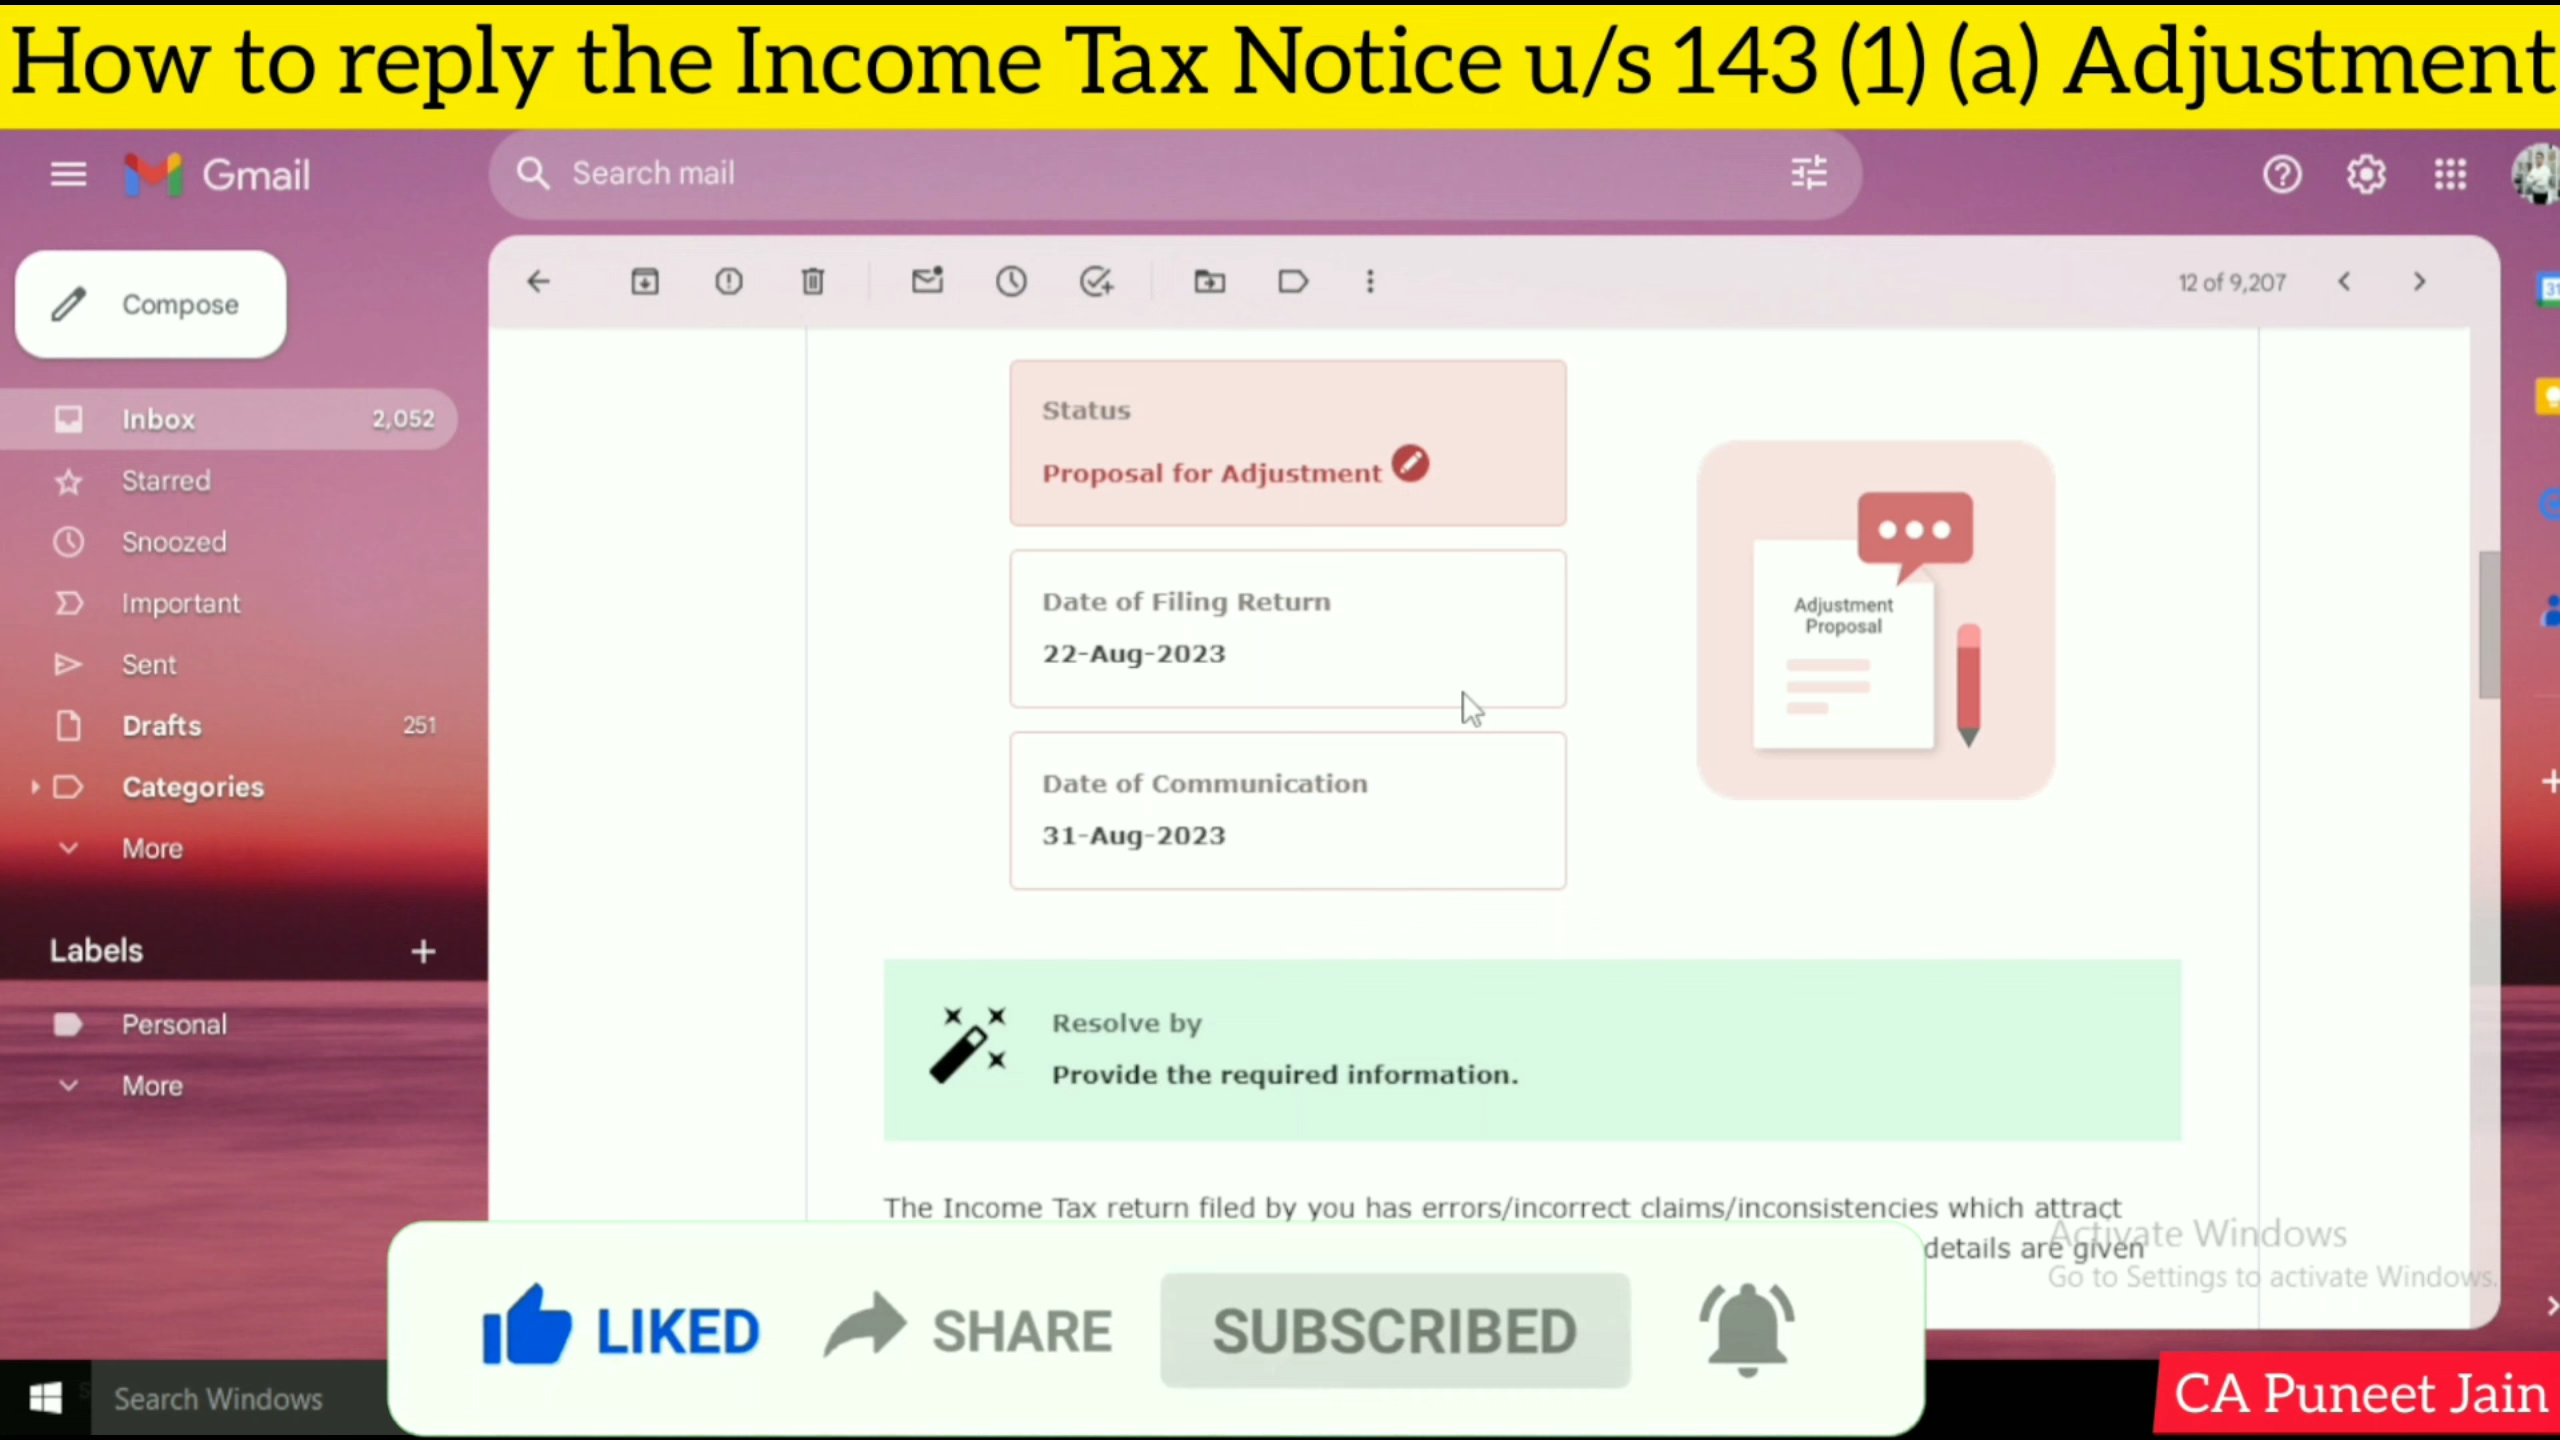 How to reply the Income Tax Notice u/s 143 (1) (a) Adjustment
Gmail
Search mail
Compose
12 of 9,207
31
Inbox 2,052
Starred
Snoozed
Important
Sent
Drafts 251
Categories
More
Labels
Personal
More
Status
Proposal for Adjustment
Date of Filing Return
22-Aug-2023
Date of Communication
31-Aug-2023
Adjustment
Proposal
Resolve by
Provide the required information.
The Income Tax return filed by you has errors/incorrect claims/inconsistencies which attract
details are given
Activate Windows
Go to Settings to activate Windows.
LIKED SHARE SUBSCRIBED
Search Windows
CA Puneet Jain